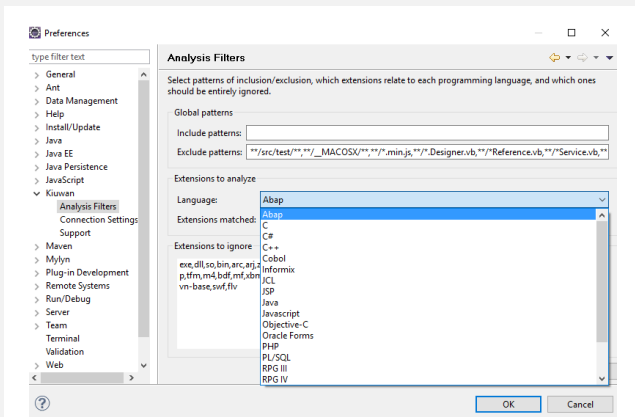 Preferences
type filter text
General
Ant
Data Management
Help
Install/Update
Java
Java EE
Java Persistence
JavaScript
Kiuwan
Analysis Filters
Connection Settings
Support
Maven
Mylyn
Plug-in Development
Remote Systems
Run/Debug
Server
Team
Terminal
Validation
Web
Analysis Filters
Select patterns of inclusion/exclusion, which extensions relate to each programming language, and which ones
should be entirely ignored.
Global patterns
Include patterns:
Exclude patterns: **/src/test/**,**/__MACOSX/**,**/*.min.js,**/*.Designer.vb,**/*Reference.vb,**/*Service.vb,**
Extensions to analyze
Language: Abap
Extensions matched:
Abap
C
C#
C++
Cobol
Informix
JCL
JSP
Java
Javascript
Objective-C
Oracle Forms
PHP
PL/SQL
RPG III
RPG IV
Extensions to ignore
exe,dll,so,bin,arc,arj,z
p,tfm,m4,bdf,mf,xbm
vn-base,swf,flv
OK Cancel